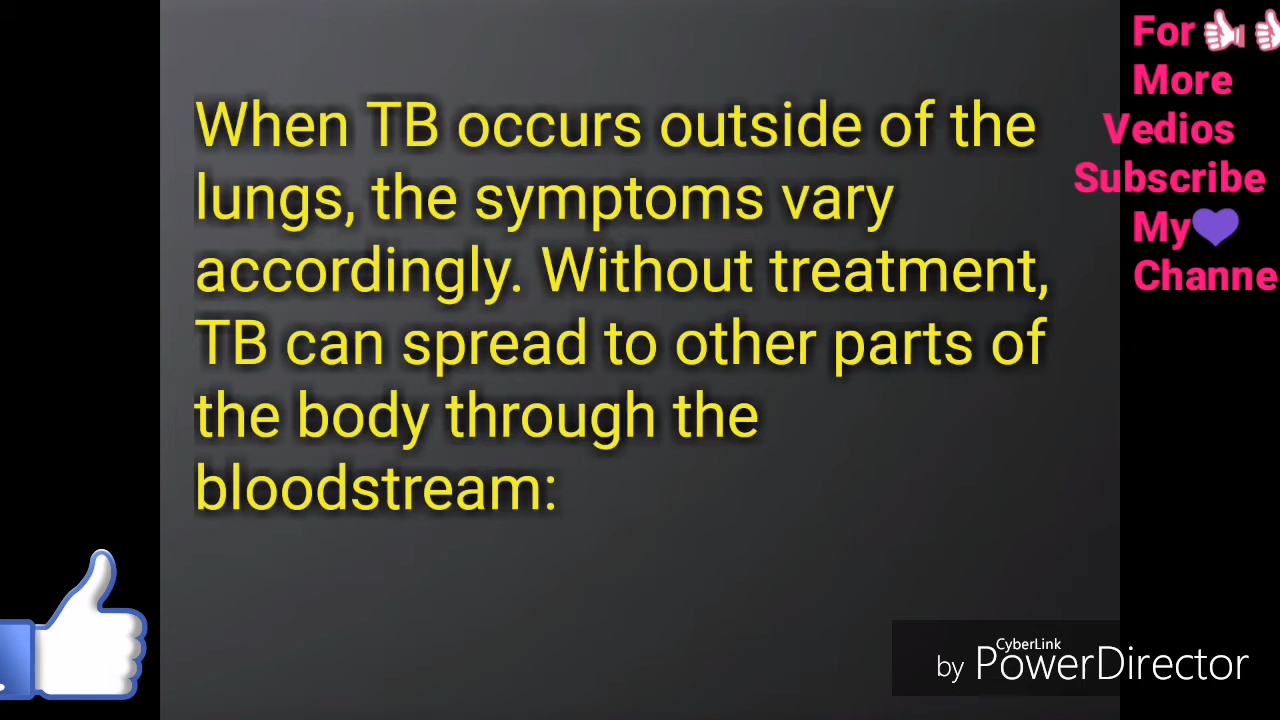 When TB occurs outside of the
lungs, the symptoms vary
accordingly. Without treatment,
TB can spread to other parts of
the body through the
bloodstream:
For
More
Vedios
Subscribe
My
Channe
CyberLink
by PowerDirector